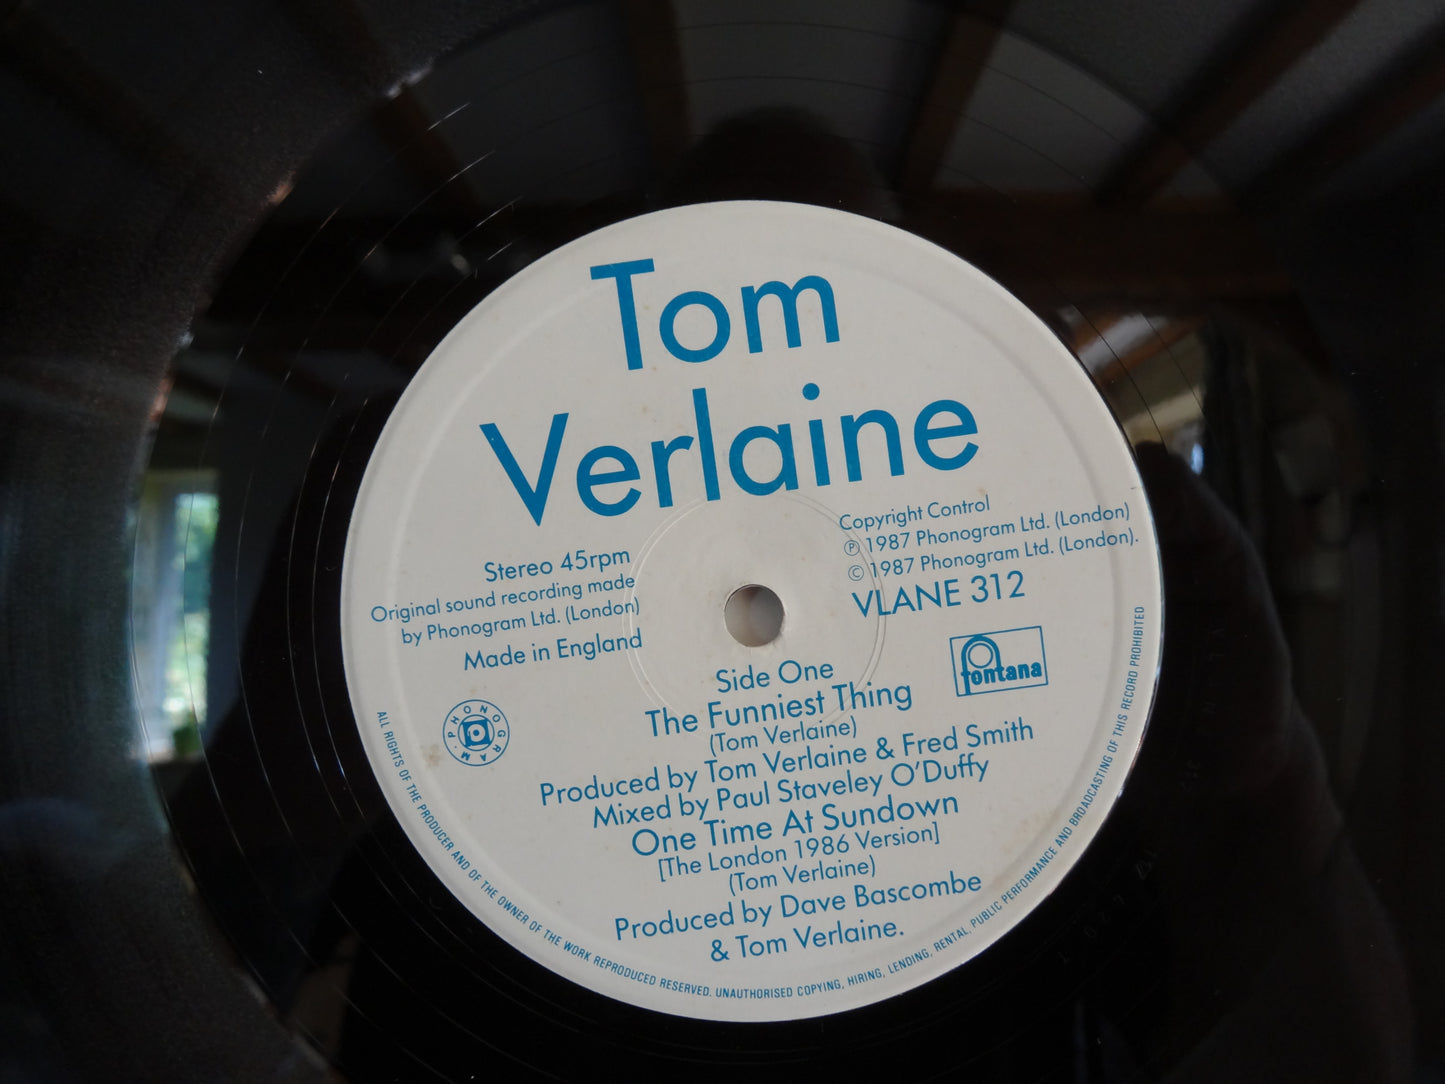 Tom
Verlaine
Stereo 45rpm
Original sound recording made
by Phonogram Ltd. (London)
Made in England
Copyright Control
Ⓟ 1987 Phonogram Ltd. (London)
© 1987 Phonogram Ltd. (London).
VLANE 312
fontana
PHONOGRAM
Side One
The Funniest Thing
(Tom Verlaine)
Produced by Tom Verlaine & Fred Smith
Mixed by Paul Staveley O'Duffy
One Time At Sundown
[The London 1986 Version]
(Tom Verlaine)
Produced by Dave Bascombe
& Tom Verlaine.
ALL RIGHTS OF THE PRODUCER AND OF THE OWNER OF THE WORK REPRODUCED RESERVED. UNAUTHORISED COPYING, HIRING, LENDING, RENTAL, PUBLIC PERFORMANCE AND BROADCASTING OF THIS RECORD PROHIBITED